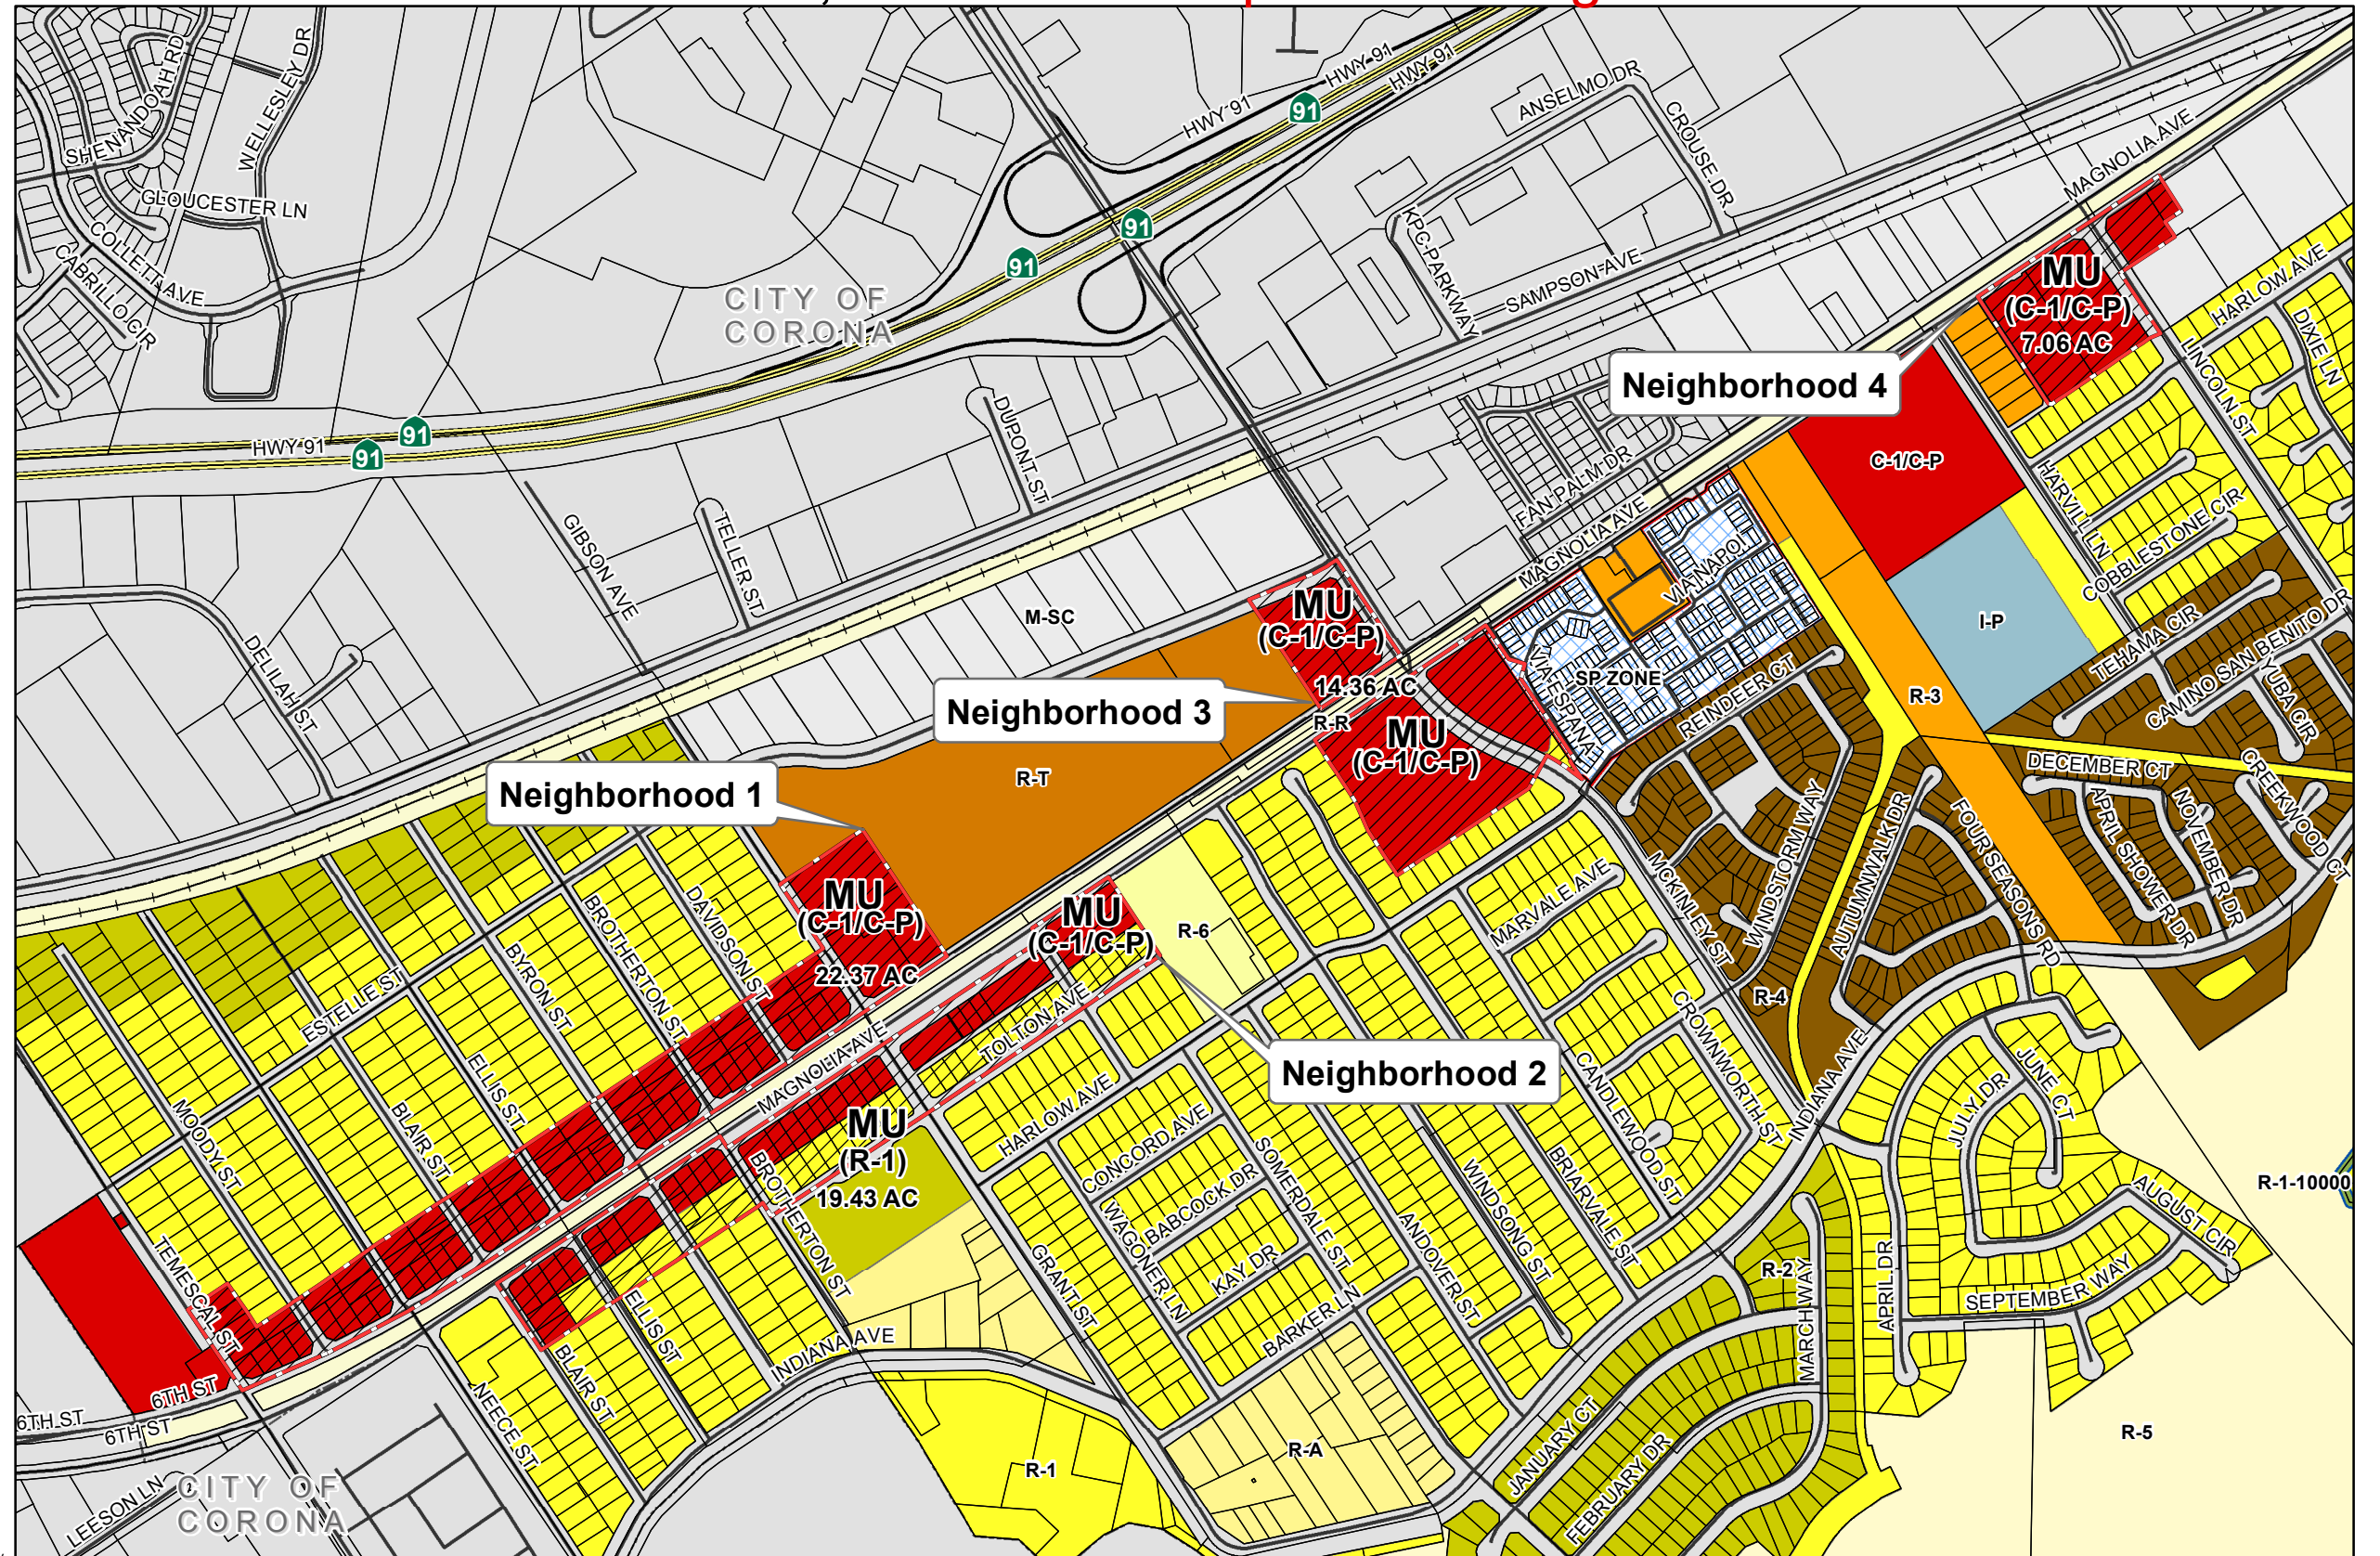 SHENANDOAH RD
WELLESLEY DR
GLOUCESTER LN
COLLETT AVE
CABRILLO CIR
HWY 91
HWY 91
HWY 91
91
91
91
ANSELMO DR
CROUSE DR
KPC PARKWAY
SAMPSON AVE
MAGNOLIA AVE
CITY OF
CORONA
HWY 91
91
91
MU
(C-1/C-P)
7.06 AC
Neighborhood 4
HARLOW AVE
DIXIE LN
LINCOLN ST
C-1/C-P
HARVILL LN
COBBLESTONE CIR
DUPONT ST
TELLER ST
GIBSON AVE
DELILAH ST
FAN PALM DR
MAGNOLIA AVE
VIA NAPOLI
VIA ESPANA
SP ZONE
REINDEER CT
M-SC
MU
(C-1/C-P)
14.36 AC
Neighborhood 3
R-R
MU
(C-1/C-P)
I-P
R-3
TEHAMA CIR
CAMINO SAN BENITO DR
YUBA CIR
DECEMBER CT
CREEKWOOD CT
APRIL SHOWER DR
NOVEMBER DR
FOUR SEASONS RD
AUTUMNWALK DR
WINDSTORM WAY
MCKINLEY ST
R-4
R-T
Neighborhood 1
MU
(C-1/C-P)
22.37 AC
MU
(C-1/C-P)
R-6
MARVALE AVE
CROWNWORTH ST
CANDLEWOOD ST
DAVIDSON ST
BROTHERTON ST
BYRON ST
ESTELLE ST
ELLIS ST
BLAIR ST
MOODY ST
TEMESCAL ST
MAGNOLIA AVE
TOLTON AVE
Neighborhood 2
MU
(R-1)
19.43 AC
HARLOW AVE
CONCORD AVE
BABCOCK DR
WAGONER LN
KAY DR
BARKER LN
GRANT ST
SOMERDALE ST
ANDOVER ST
WINDSONG ST
BRIARVALE ST
INDIANA AVE
JULY DR
JUNE CT
AUGUST CIR
R-1-10000
SEPTEMBER WAY
APRIL DR
MARCH WAY
R-2
BROTHERTON ST
ELLIS ST
BLAIR ST
NEECE ST
INDIANA AVE
6TH ST
6TH ST
6TH ST
LEESON LN
CITY OF
CORONA
R-1
R-A
JANUARY CT
FEBRUARY DR
R-5